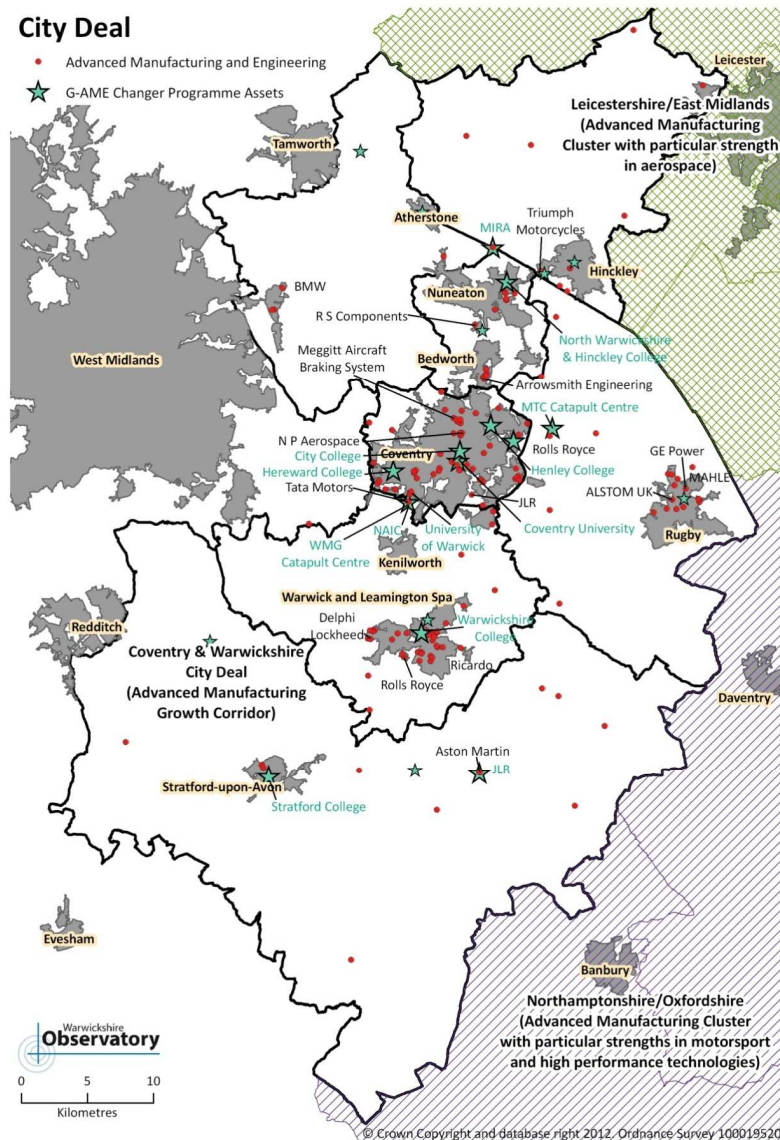 City Deal
Advanced Manufacturing and Engineering
G-AME Changer Programme Assets
Leicester
Leicestershire/East Midlands
(Advanced Manufacturing
Cluster with particular strength
in aerospace)
Tamworth
Atherstone
MIRA
Triumph
Motorcycles
Hinckley
BMW
Nuneaton
R S Components
North Warwickshire
& Hinckley College
West Midlands
Meggitt Aircraft
Braking System
Bedworth
Arrowsmith Engineering
MTC Catapult Centre
N P Aerospace
City College
Coventry
Rolls Royce
Hereward College
Henley College
GE Power
MAHLE
Tata Motors
JLR
ALSTOM UK
NAIC
University
of Warwick
Coventry University
WMG
Catapult Centre
Rugby
Kenilworth
Warwick and Leamington Spa
Redditch
Delphi
Lockheed
Warwickshire
College
Coventry & Warwickshire
City Deal
(Advanced Manufacturing
Growth Corridor)
Ricardo
Rolls Royce
Daventry
Aston Martin
JLR
Stratford-upon-Avon
Stratford College
Evesham
Banbury
Northamptonshire/Oxfordshire
(Advanced Manufacturing Cluster
with particular strengths in motorsport
and high performance technologies)
Warwickshire
Observatory
0 5 10
Kilometres
© Crown Copyright and database right 2012. Ordnance Survey 100019520